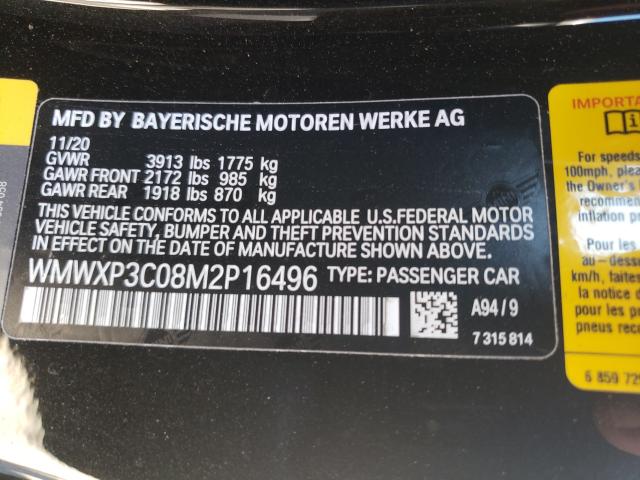 MFD BY BAYERISCHE MOTOREN WERKE AG
11/20
GVWR 3913 lbs 1775 kg
GAWR FRONT 2172 lbs 985 kg
GAWR REAR 1918 lbs 870 kg
THIS VEHICLE CONFORMS TO ALL APPLICABLE U.S.FEDERAL MOTOR
VEHICLE SAFETY, BUMPER AND THEFT PREVENTION STANDARDS
IN EFFECT ON THE DATE OF MANUFACTURE SHOWN ABOVE.
WMWXP3C08M2P16496 TYPE: PASSENGER CAR
A94/9
7 315 814
IMPORTA
For speeds
100mph, plea
the Owner's
recommen
inflation p
Pour les
au-dessu
km/h, fai
la notice d
pour les p
pneus reco
6 859 729